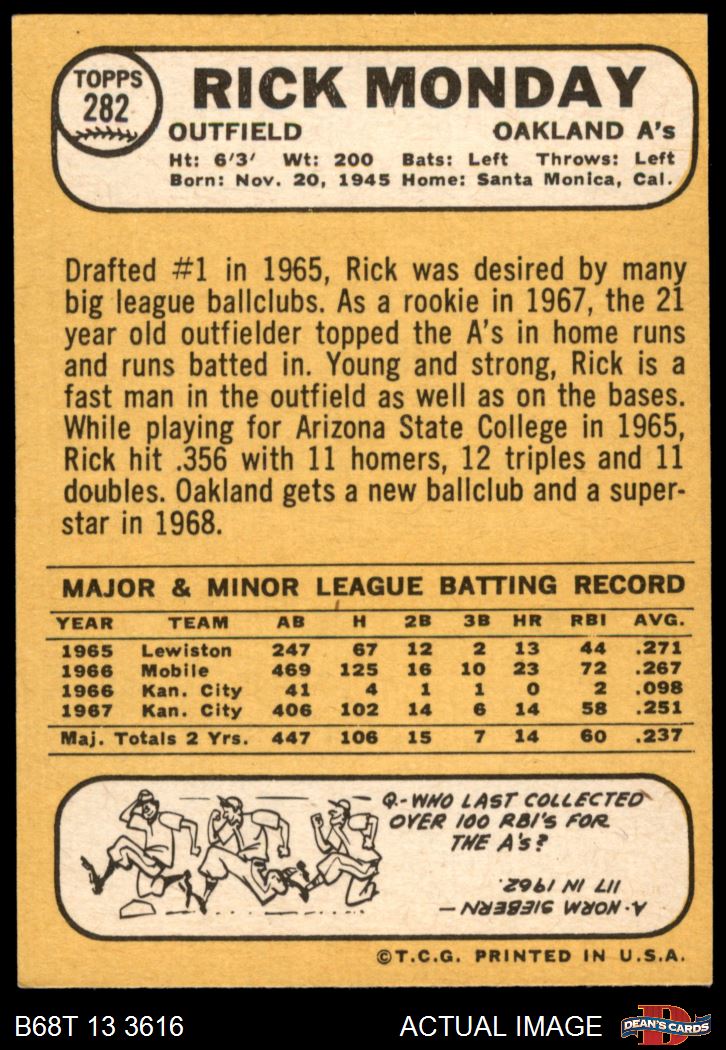 TOPPS
282
RICK MONDAY
OUTFIELD OAKLAND A's
Ht: 6'3' Wt: 200 Bats: Left Throws: Left
Born: Nov. 20, 1945 Home: Santa Monica, Cal.
Drafted #1 in 1965, Rick was desired by many
big league ballclubs. As a rookie in 1967, the 21
year old outfielder topped the A's in home runs
and runs batted in. Young and strong, Rick is a
fast man in the outfield as well as on the bases.
While playing for Arizona State College in 1965,
Rick hit .356 with 11 homers, 12 triples and 11
doubles. Oakland gets a new ballclub and a super-
star in 1968.
MAJOR & MINOR LEAGUE BATTING RECORD
YEAR TEAM AB H 2B 3B HR RBI AVG.
1965 Lewiston 247 67 12 2 13 44 .271
1966 Mobile 469 125 16 10 23 72 .267
1966 Kan. City 41 4 1 1 0 2 .098
1967 Kan. City 406 102 14 6 14 58 .251
Maj. Totals 2 Yrs. 447 106 15 7 14 60 .237
Q.-WHO LAST COLLECTED
OVER 100 RBI'S FOR
THE A's?
A. NORM SIEBERN —
117 IN 1962.
©T.C.G. PRINTED IN U.S.A.
B68T 13 3616 ACTUAL IMAGE
D
DEAN'S CARDS